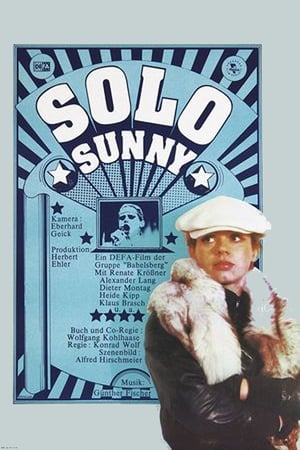 DEFA
SOLO
SUNNY
Kamera:
Eberhard
Geick
Produktion:
Herbert
Ehler
Ein DEFA-Film der
Gruppe "Babelsberg"
Mit Renate Krößner
Alexander Lang
Dieter Montag
Heide Kipp
Klaus Brasch u.a.
Buch und Co-Regie:
Wolfgang Kohlhaase
Regie: Konrad Wolf
Szenenbild:
Alfred Hirschmeier
Musik:
Günther Fischer